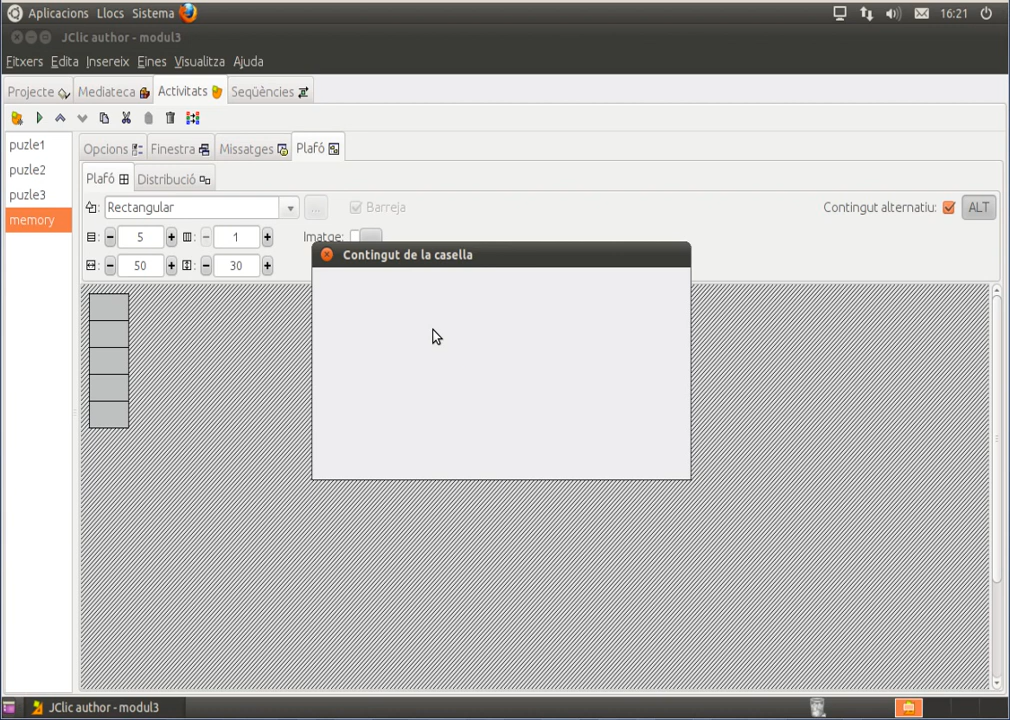 Aplicacions Llocs Sistema 16:21
JClic author - modul3
Fitxers Edita Insereix Eines Visualitza Ajuda
Projecte Mediateca Activitats Seqüències
puzle1
puzle2
puzle3
memory
Opcions Finestra Missatges Plafó
Plafó Distribució
Rectangular ... Barreja Contingut alternatiu: ALT
5 1 Imatge:
50 30
Contingut de la casella
JClic author - modul3